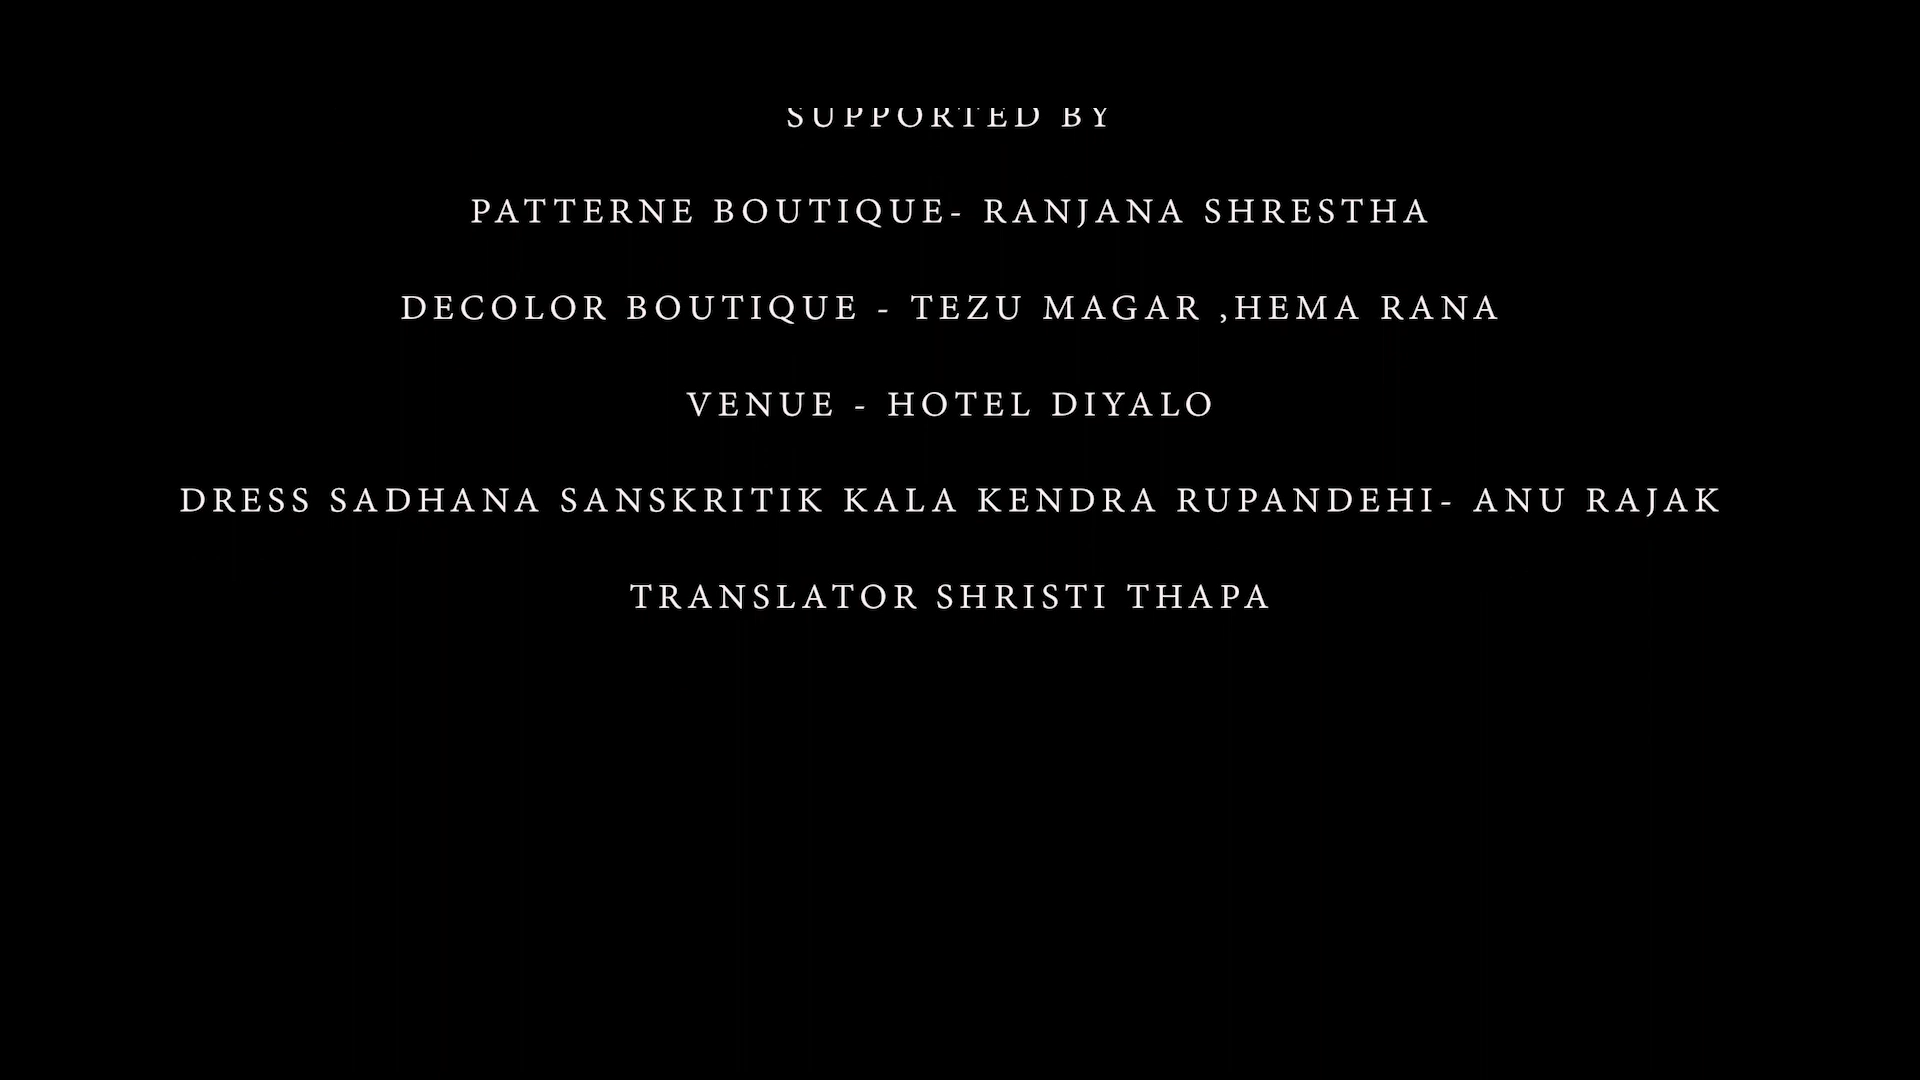 SUPPORTED BY
PATTERNE BOUTIQUE- RANJANA SHRESTHA
DECOLOR BOUTIQUE - TEZU MAGAR ,HEMA RANA
VENUE - HOTEL DIYALO
DRESS SADHANA SANSKRITIK KALA KENDRA RUPANDEHI- ANU RAJAK
TRANSLATOR SHRISTI THAPA